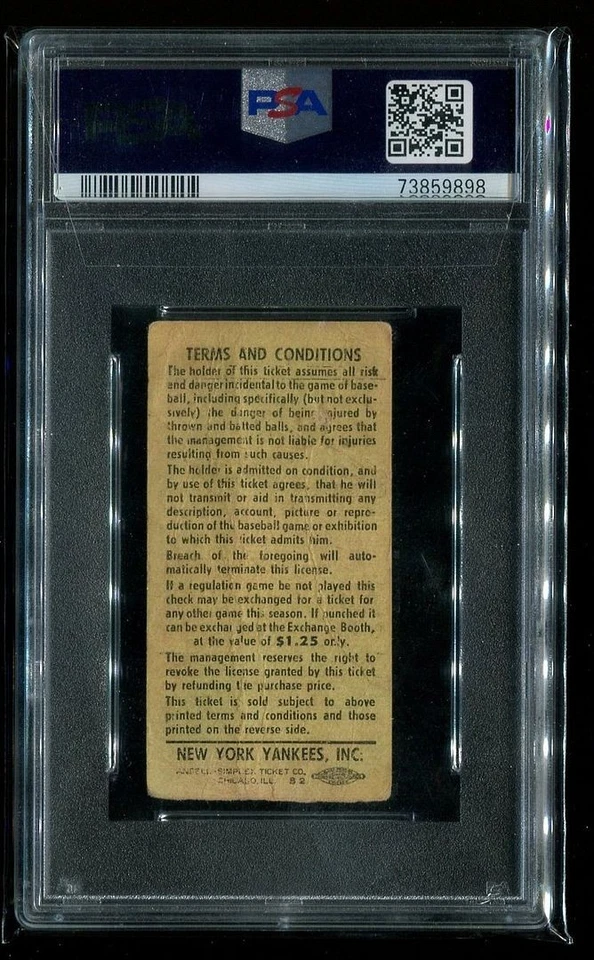 PSA
73859898
TERMS AND CONDITIONS
The holder of this ticket assumes all risk
and danger incidental to the game of base-
ball, including specifically (but not exclu-
sively) the danger of being injured by
thrown and batted balls, and agrees that
the management is not liable for injuries
resulting from such causes.
The holder is admitted on condition, and
by use of this ticket agrees, that he will
not transmit or aid in transmitting any
description, account, picture or repro-
duction of the baseball game or exhibition
to which this ticket admits him.
Breach of the foregoing will auto-
matically terminate this license.
If a regulation game be not played this
check may be exchanged for a ticket for
any other game this season. If punched it
can be exchanged at the Exchange Booth,
at the value of $1.25 only.
The management reserves the right to
revoke the license granted by this ticket
by refunding the purchase price.
This ticket is sold subject to above
printed terms and conditions and those
printed on the reverse side.
NEW YORK YANKEES, INC.
TICKET CO.
CHICAGO, ILL. 82